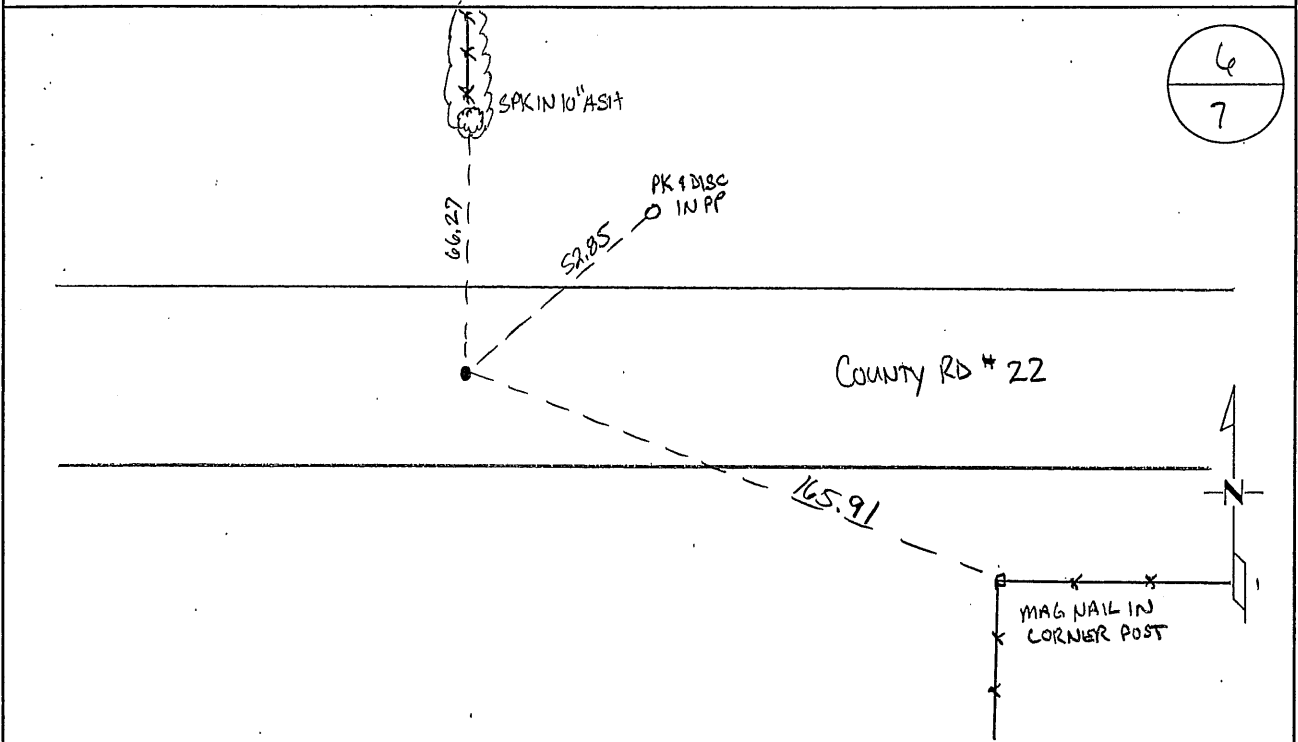 6
7
SPK IN 10" ASH
PK & DISC
IN PP
66.27
52.85
COUNTY RD # 22
165.91
N
MAG NAIL IN
CORNER POST